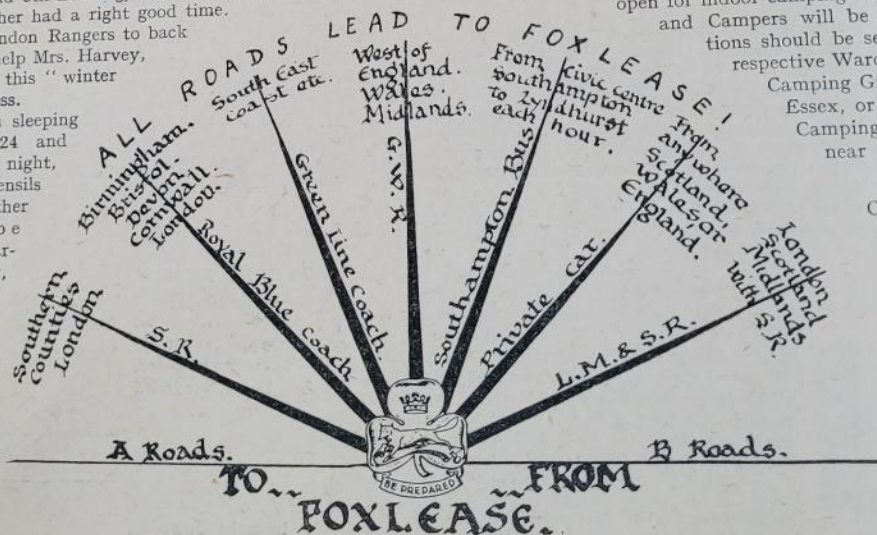 her had a right good time.
ndon Rangers to back
elp Mrs. Harvey,
this " winter
ss.
sleeping
24 and
night,
ensils
ther
be
r-
open for
and Campers will be
tions should be se
respective Ward
Camping G
Essex, or
Camping
near
C
ALL ROADS LEAD TO FOXLEASE!
Southern
Counties
London
S.R.
Birmingham.
Bristol.
Devon.
Cornwall.
London.
Royal Blue Coach.
South East
Coast etc.
Green Line Coach.
West of
England.
Wales.
Midlands.
G.W.R.
From Civic centre
Southampton
to Lyndhurst
each hour.
Southampton Bus
From
anywhere
Scotland,
Wales, or
England.
Private Car.
London
Scotland
Midlands
with S.R.
L.M. & S.R.
A Roads.
B Roads.
BE PREPARED
TO.. ..FROM
FOXLEASE.